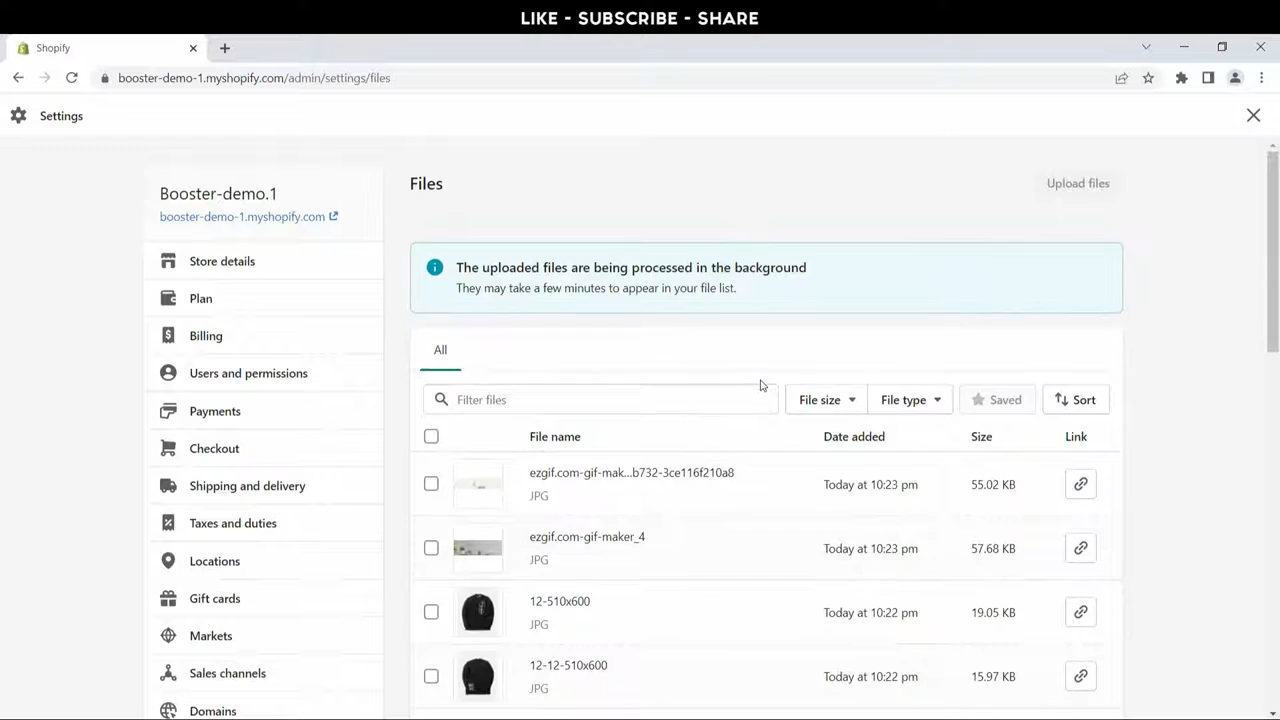 LIKE - SUBSCRIBE - SHARE
Shopify
booster-demo-1.myshopify.com/admin/settings/files
Settings
Booster-demo.1
booster-demo-1.myshopify.com
Store details
Plan
Billing
Users and permissions
Payments
Checkout
Shipping and delivery
Taxes and duties
Locations
Gift cards
Markets
Sales channels
Domains
Files
Upload files
The uploaded files are being processed in the background
They may take a few minutes to appear in your file list.
All
Filter files
File size
File type
Saved
Sort
File name Date added Size Link
ezgif.com-gif-mak...b732-3ce116f210a8
JPG
Today at 10:23 pm
55.02 KB
ezgif.com-gif-maker_4
JPG
Today at 10:23 pm
57.68 KB
12-510x600
JPG
Today at 10:22 pm
19.05 KB
12-12-510x600
JPG
Today at 10:22 pm
15.97 KB